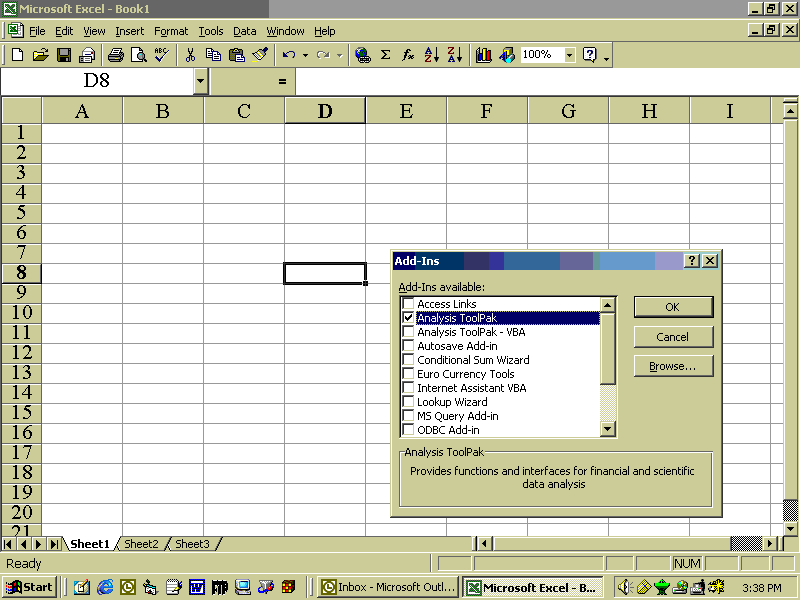 Microsoft Excel - Book1
File Edit View Insert Format Tools Data Window Help
ABC Σ fx A Z Z A 100% ?
D8 =
A B C D E F G H I
1
2
3
4
5
6
7
8
9
10
11
12
13
14
15
16
17
18
19
20
21
Add-Ins ?
Add-Ins available:
Access Links
Analysis ToolPak
Analysis ToolPak - VBA
Autosave Add-in
Conditional Sum Wizard
Euro Currency Tools
Internet Assistant VBA
Lookup Wizard
MS Query Add-in
ODBC Add-in
OK
Cancel
Browse...
Analysis ToolPak
Provides functions and interfaces for financial and scientific
data analysis
Sheet1 Sheet2 Sheet3
Ready NUM
Start Inbox - Microsoft Outl... Microsoft Excel - B... 3:38 PM